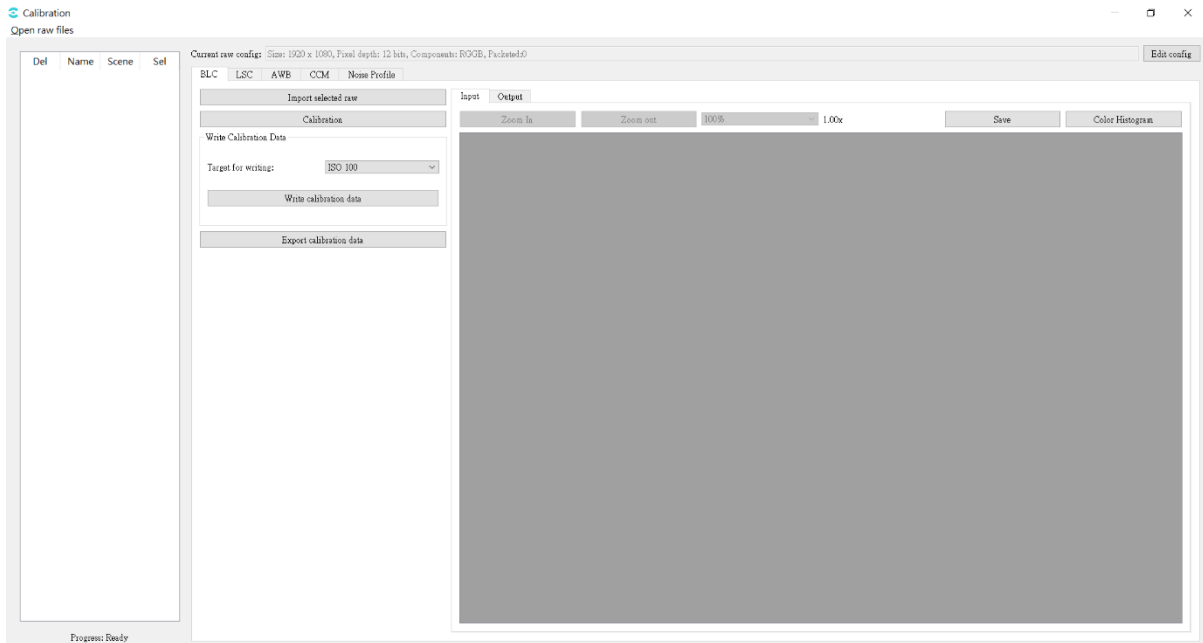 Calibration
Open raw files
Del Name Scene Sel
Current raw config: Size: 1920 x 1080, Pixel depth: 12 bits, Components: RGGB, Packeted:0 Edit config
BLC LSC AWB CCM Noise Profile
Import selected raw
Calibration
Write Calibration Data
Target for writing: ISO 100
Write calibration data
Export calibration data
Input Output
Zoom In Zoom out 100% 1.00x Save Color Histogram
Progress: Ready